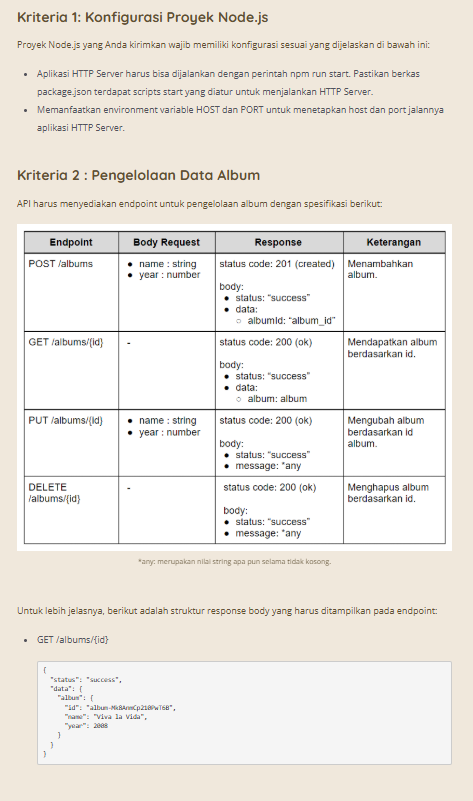 Kriteria 1: Konfigurasi Proyek Node.js
Proyek Node.js yang Anda kirimkan wajib memiliki konfigurasi sesuai yang dijelaskan di bawah ini:
• Aplikasi HTTP Server harus bisa dijalankan dengan perintah npm run start. Pastikan berkas
package.json terdapat scripts start yang diatur untuk menjalankan HTTP Server.
• Memanfaatkan environment variable HOST dan PORT untuk menetapkan host dan port jalannya
aplikasi HTTP Server.
Kriteria 2 : Pengelolaan Data Album
API harus menyediakan endpoint untuk pengelolaan album dengan spesifikasi berikut:
Endpoint Body Request Response Keterangan
POST /albums
● name : string
● year : number
status code: 201 (created)
body:
● status: “success”
● data:
○ albumId: “album_id”
Menambahkan
album.
GET /albums/{id}
-
status code: 200 (ok)
body:
● status: “success”
● data:
○ album: album
Mendapatkan album
berdasarkan id.
PUT /albums/{id}
● name : string
● year : number
status code: 200 (ok)
body:
● status: “success”
● message: *any
Mengubah album
berdasarkan id
album.
DELETE
/albums/{id}
-
status code: 200 (ok)
body:
● status: “success”
● message: *any
Menghapus album
berdasarkan id.
*any: merupakan nilai string apa pun selama tidak kosong.
Untuk lebih jelasnya, berikut adalah struktur response body yang harus ditampilkan pada endpoint:
• GET /albums/{id}
{
"status": "success",
"data": {
"album": {
"id": "album-Mk8AnmCp210PwT6B",
"name": "Viva la Vida",
"year": 2008
}
}
}